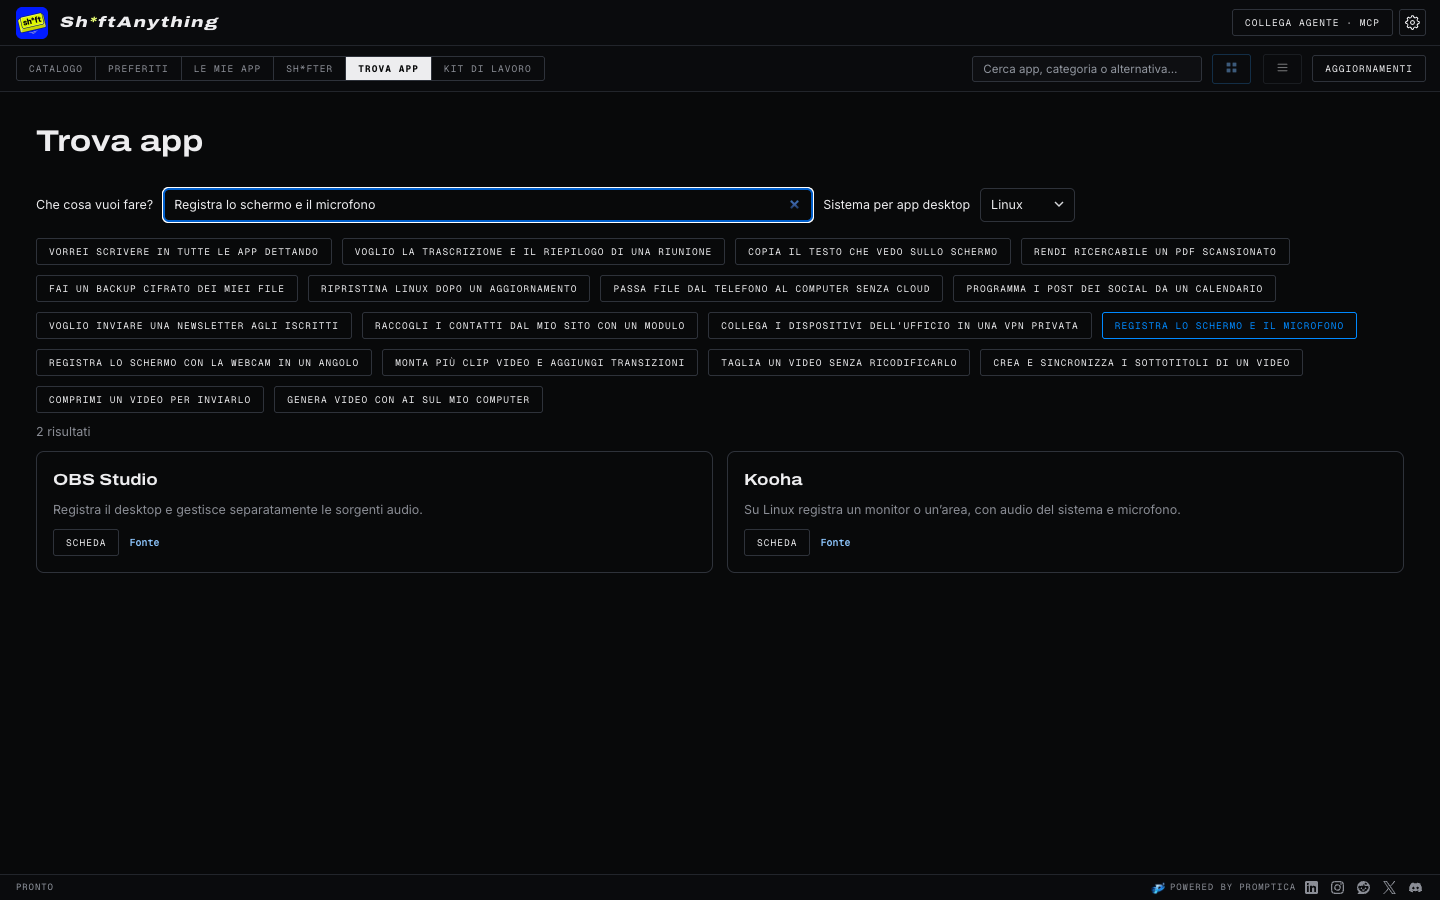 sh*ft
Sh*ftAnything
COLLEGA AGENTE · MCP
CATALOGO
PREFERITI
LE MIE APP
SH*FTER
TROVA APP
KIT DI LAVORO
Cerca app, categoria o alternativa...
AGGIORNAMENTI
Trova app
Che cosa vuoi fare?
Registra lo schermo e il microfono
Sistema per app desktop
Linux
VORREI SCRIVERE IN TUTTE LE APP DETTANDO
VOGLIO LA TRASCRIZIONE E IL RIEPILOGO DI UNA RIUNIONE
COPIA IL TESTO CHE VEDO SULLO SCHERMO
RENDI RICERCABILE UN PDF SCANSIONATO
FAI UN BACKUP CIFRATO DEI MIEI FILE
RIPRISTINA LINUX DOPO UN AGGIORNAMENTO
PASSA FILE DAL TELEFONO AL COMPUTER SENZA CLOUD
PROGRAMMA I POST DEI SOCIAL DA UN CALENDARIO
VOGLIO INVIARE UNA NEWSLETTER AGLI ISCRITTI
RACCOGLI I CONTATTI DAL MIO SITO CON UN MODULO
COLLEGA I DISPOSITIVI DELL'UFFICIO IN UNA VPN PRIVATA
REGISTRA LO SCHERMO E IL MICROFONO
REGISTRA LO SCHERMO CON LA WEBCAM IN UN ANGOLO
MONTA PIÙ CLIP VIDEO E AGGIUNGI TRANSIZIONI
TAGLIA UN VIDEO SENZA RICODIFICARLO
CREA E SINCRONIZZA I SOTTOTITOLI DI UN VIDEO
COMPRIMI UN VIDEO PER INVIARLO
GENERA VIDEO CON AI SUL MIO COMPUTER
2 risultati
OBS Studio
Registra il desktop e gestisce separatamente le sorgenti audio.
SCHEDA
Fonte
Kooha
Su Linux registra un monitor o un’area, con audio del sistema e microfono.
SCHEDA
Fonte
PRONTO
POWERED BY PROMPTICA